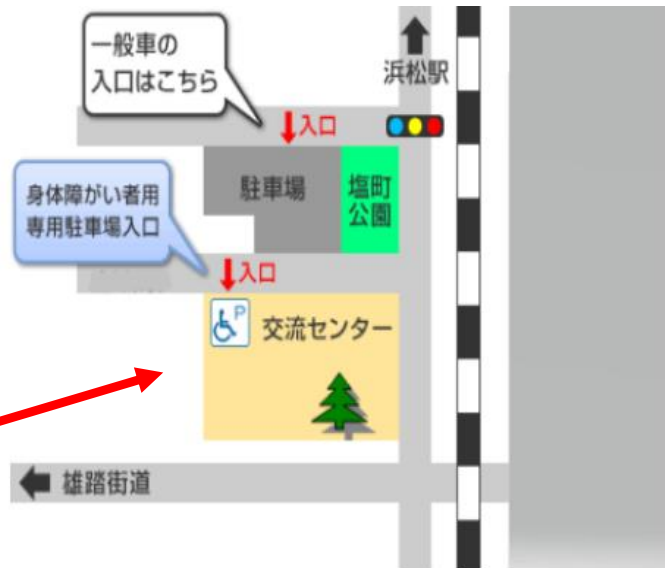 一般車の
入口はこちら
浜松駅
入口
駐車場
塩町
公園
身体障がい者用
専用駐車場入口
入口
P
交流センター
雄踏街道